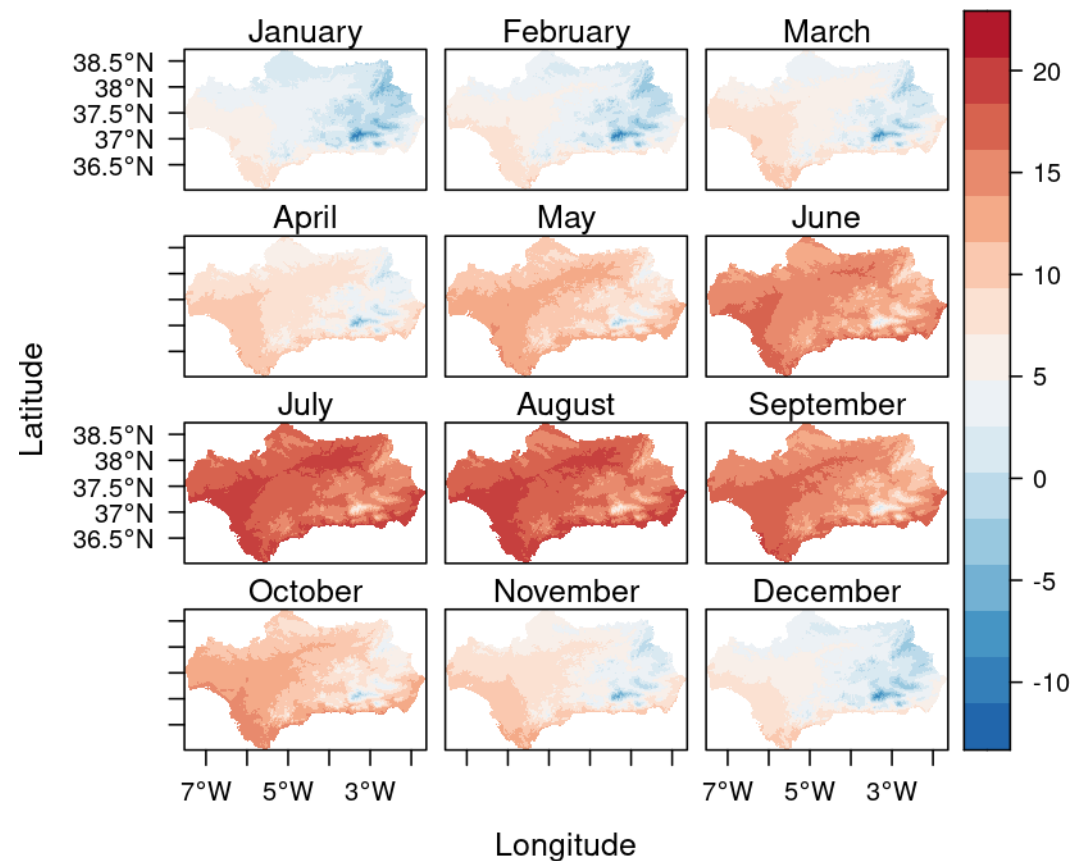 January February March
38.5°N
38°N
37.5°N
37°N
36.5°N
April May June
July August September
38.5°N
38°N
37.5°N
37°N
36.5°N
October November December
7°W 5°W 3°W 7°W 5°W 3°W
Longitude
Latitude
20
15
10
5
0
-5
-10